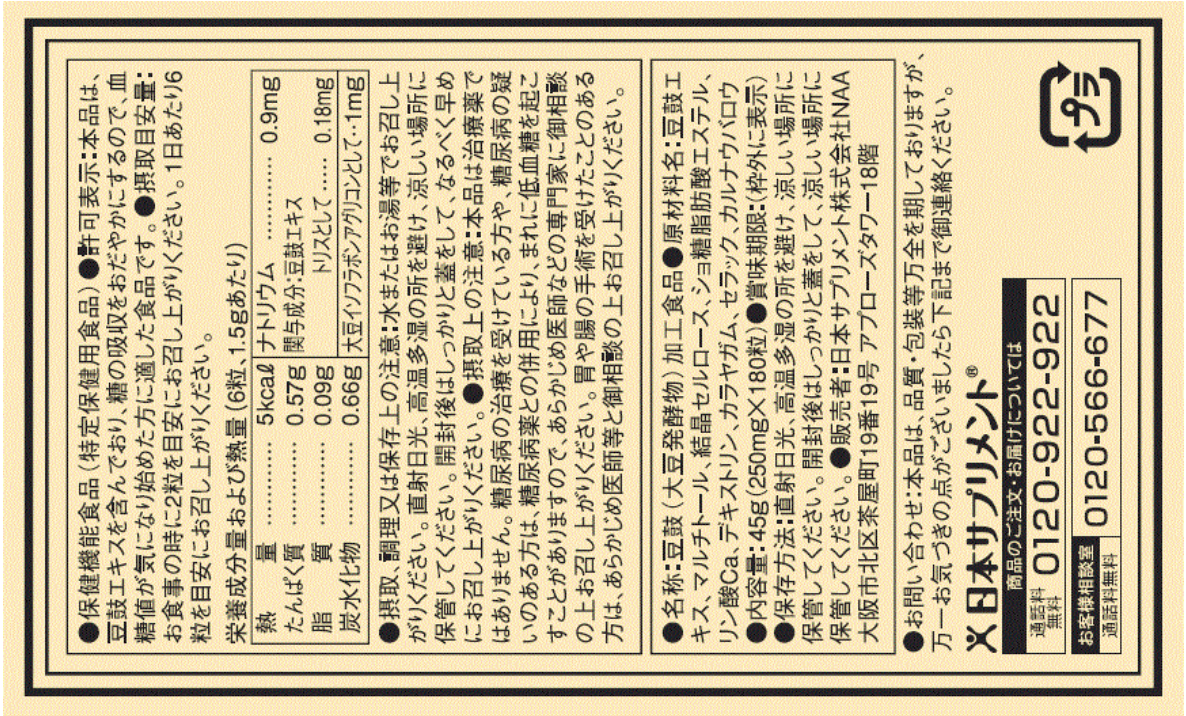 ●保健機能食品（特定保健用食品）●許可表示：本品は、
豆鼓エキスを含んでおり、糖の吸収をおだやかにするので、血
糖値が気になり始めた方に適した食品です。●摂取目安量：
お食事の時に2粒を目安にお召し上がりください。1日あたり6
粒を目安にお召し上がりください。
栄養成分量および熱量（6粒、1.5gあたり）
熱量 ………… 5kcal
たんぱく質 ………… 0.57g
脂質 ………… 0.09g
炭水化物 ………… 0.66g
ナトリウム ………… 0.9mg
関与成分：豆鼓エキス
トリスとして ‥‥ 0.18mg
大豆イソフラボンアグリコンとして‥1mg
●摂取、調理又は保存上の注意：水またはお湯等でお召し上
がりください。直射日光、高温多湿の所を避け、涼しい場所に
保管してください。開封後はしっかりと蓋をして、なるべく早め
にお召し上がりください。●摂取上の注意：本品は治療薬で
はありません。糖尿病の治療を受けている方や、糖尿病の疑
いのある方は、糖尿病薬との併用により、まれに低血糖を起こ
すことがありますので、あらかじめ医師などの専門家に御相談
の上お召し上がりください。胃や腸の手術を受けたことのある
方は、あらかじめ医師等と御相談の上お召し上がりください。
●名称：豆鼓（大豆発酵物）加工食品●原材料名：豆鼓エ
キス、マルチトール、結晶セルロース、ショ糖脂肪酸エステル、
リン酸Ca、デキストリン、カラヤガム、セラック、カルナウバロウ
●内容量：45g（250mg×180粒）●賞味期限：（枠外に表示）
●保存方法：直射日光、高温多湿の所を避け、涼しい場所に
保管してください。開封後はしっかりと蓋をして、涼しい場所に
保管してください。●販売者：日本サプリメント株式会社NAA
大阪市北区茶屋町19番19号 アプローズタワー18階
●お問い合わせ：本品は、品質・包装等万全を期しておりますが、
万一お気づきの点がございましたら下記まで御連絡ください。
日本サプリメント®
商品のご注文・お届けについては
通話料無料 0120-922-922
お客様相談室
通話料無料 0120-566-677
プラ